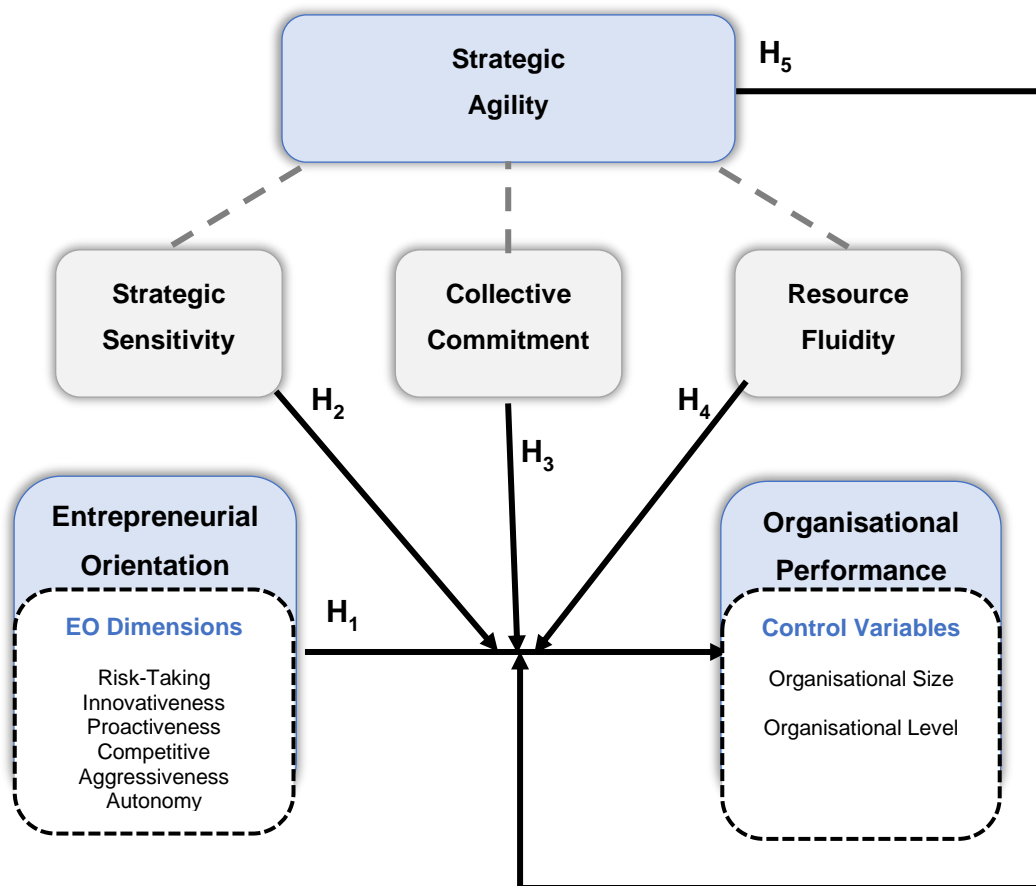 Strategic
Agility
H₅
Strategic
Sensitivity
Collective
Commitment
Resource
Fluidity
H₂
H₃
H₄
Entrepreneurial
Orientation
EO Dimensions
Risk-Taking
Innovativeness
Proactiveness
Competitive
Aggressiveness
Autonomy
H₁
Organisational
Performance
Control Variables
Organisational Size
Organisational Level